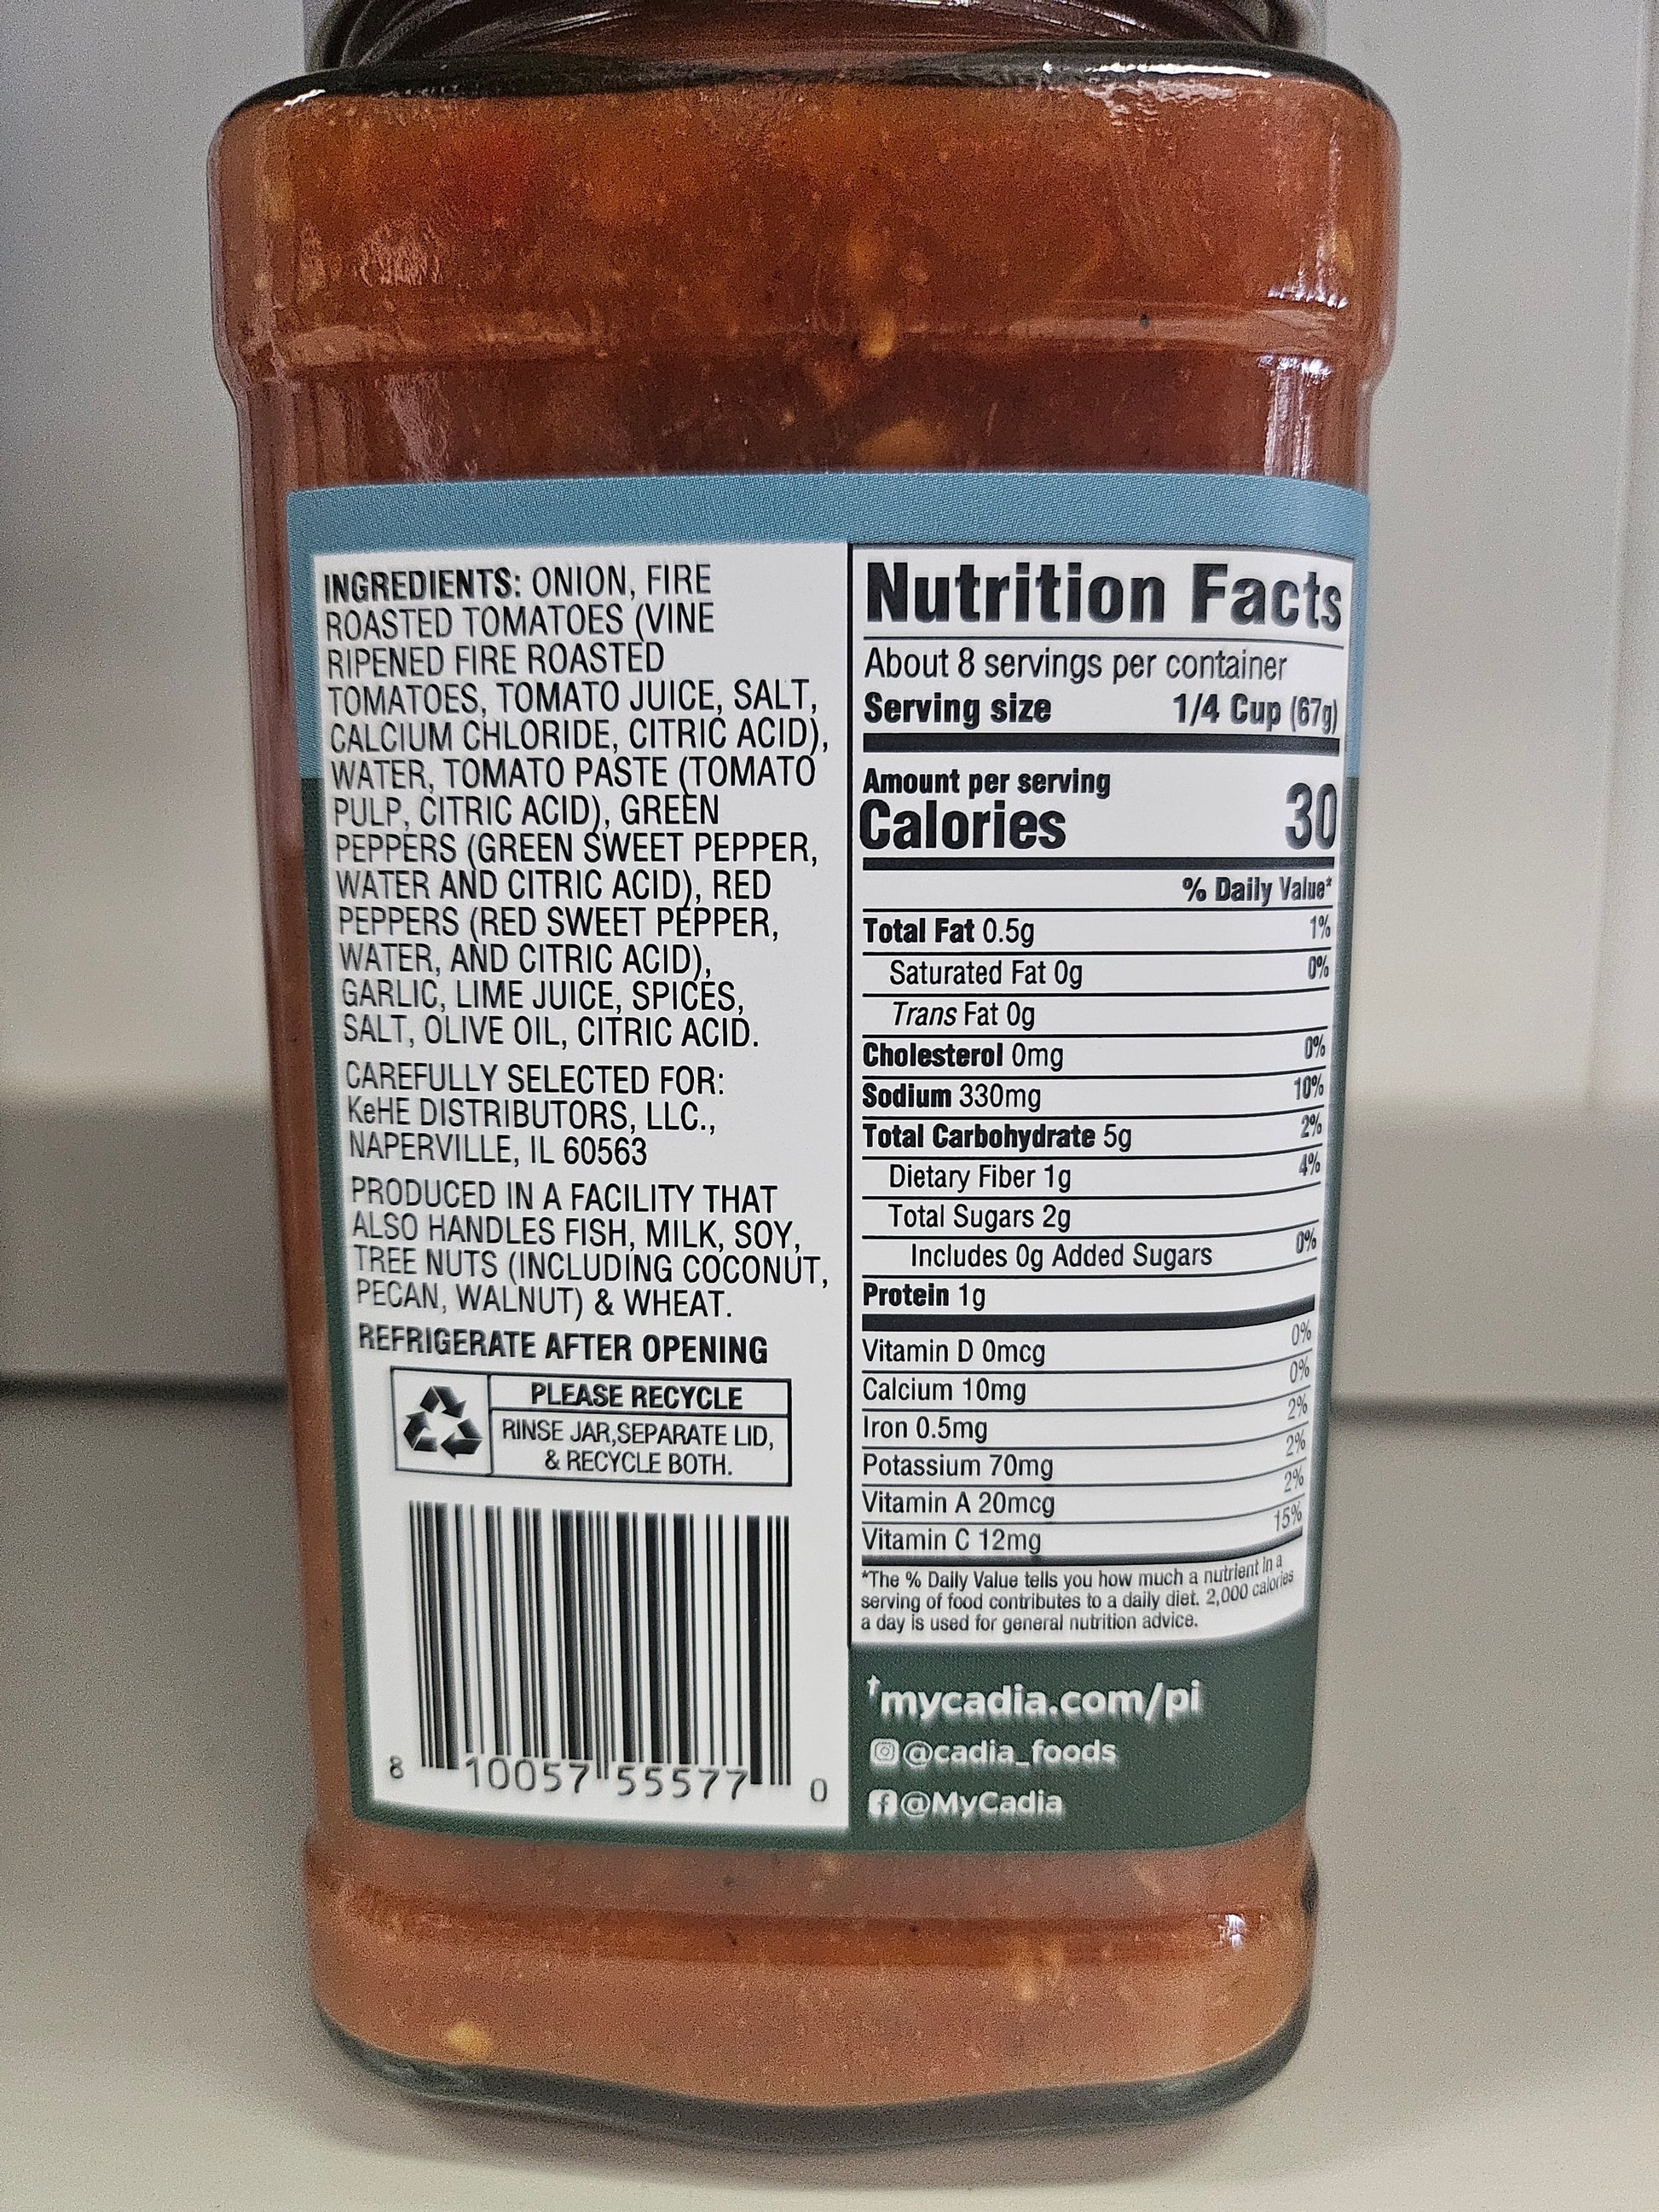 INGREDIENTS: ONION, FIRE
ROASTED TOMATOES (VINE
RIPENED FIRE ROASTED
TOMATOES, TOMATO JUICE, SALT,
CALCIUM CHLORIDE, CITRIC ACID),
WATER, TOMATO PASTE (TOMATO
PULP, CITRIC ACID), GREEN
PEPPERS (GREEN SWEET PEPPER,
WATER AND CITRIC ACID), RED
PEPPERS (RED SWEET PEPPER,
WATER, AND CITRIC ACID),
GARLIC, LIME JUICE, SPICES,
SALT, OLIVE OIL, CITRIC ACID.
CAREFULLY SELECTED FOR:
KeHE DISTRIBUTORS, LLC.,
NAPERVILLE, IL 60563
PRODUCED IN A FACILITY THAT
ALSO HANDLES FISH, MILK, SOY,
TREE NUTS (INCLUDING COCONUT,
PECAN, WALNUT) & WHEAT.
REFRIGERATE AFTER OPENING
PLEASE RECYCLE
RINSE JAR,SEPARATE LID,
& RECYCLE BOTH.
8 10057 55577 0
Nutrition Facts
About 8 servings per container
Serving size 1/4 Cup (67g)
Amount per serving
Calories 30
% Daily Value*
Total Fat 0.5g 1%
Saturated Fat 0g 0%
Trans Fat 0g
Cholesterol 0mg 0%
Sodium 330mg 10%
Total Carbohydrate 5g 2%
Dietary Fiber 1g 4%
Total Sugars 2g
Includes 0g Added Sugars 0%
Protein 1g
Vitamin D 0mcg 0%
Calcium 10mg 0%
Iron 0.5mg 2%
Potassium 70mg 2%
Vitamin A 20mcg 2%
Vitamin C 12mg 15%
*The % Daily Value tells you how much a nutrient in a
serving of food contributes to a daily diet. 2,000 calories
a day is used for general nutrition advice.
†mycadia.com/pi
@cadia_foods
@MyCadia